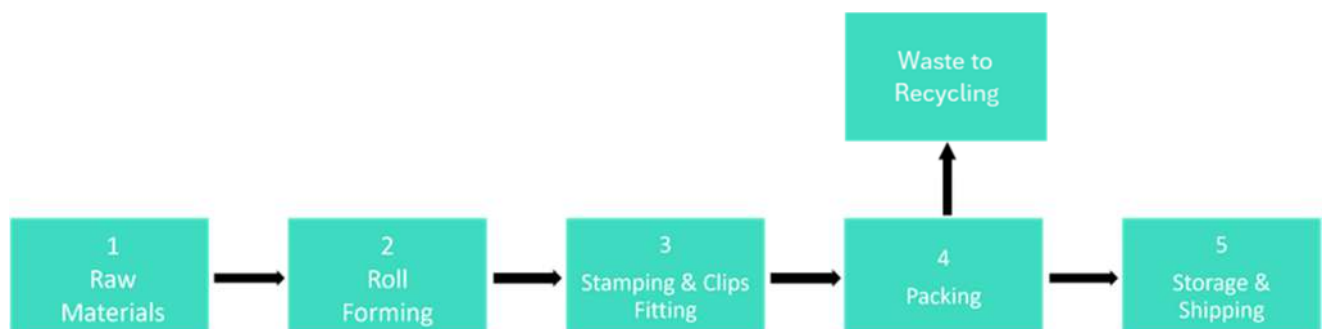 Waste to
Recycling
1
Raw
Materials
2
Roll
Forming
3
Stamping & Clips
Fitting
4
Packing
5
Storage &
Shipping